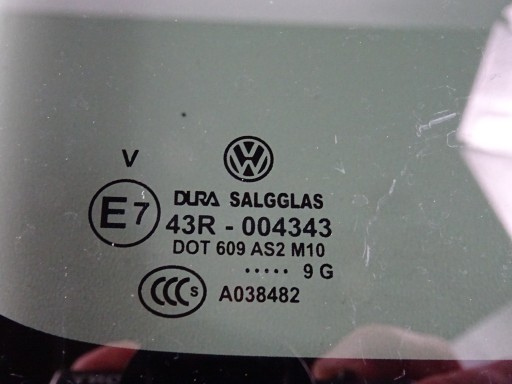 V
E7
DURA SALGGLAS
43R - 004343
DOT 609 AS2 M10
..... 9 G
CCC S A038482